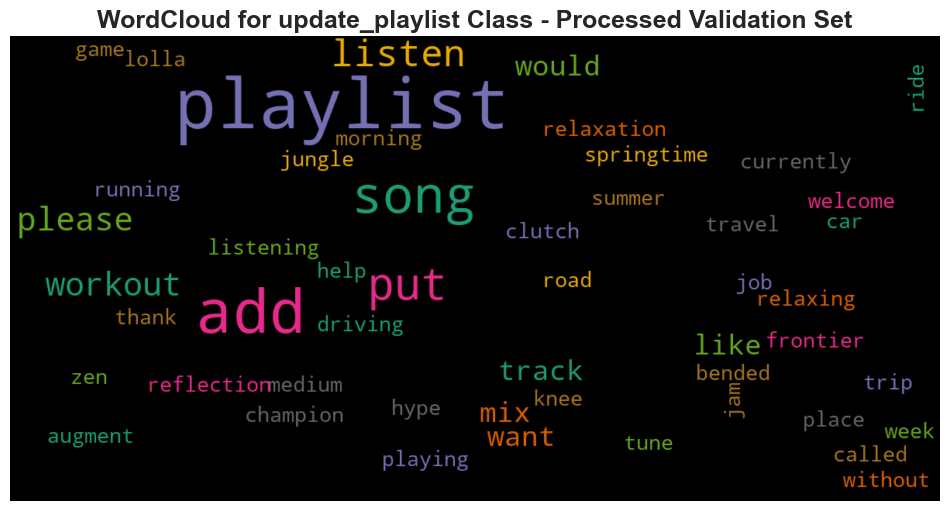 WordCloud for update_playlist Class - Processed Validation Set
game
lolla
listen
would
ride
playlist
morning
relaxation
jungle
springtime
currently
running
song
summer
welcome
please
clutch
travel
car
listening
workout
help
put
road
job
relaxing
add
thank
driving
like
frontier
zen
reflection
medium
track
bended
trip
jam
champion
hype
knee
mix
place
augment
want
tune
week
playing
called
without